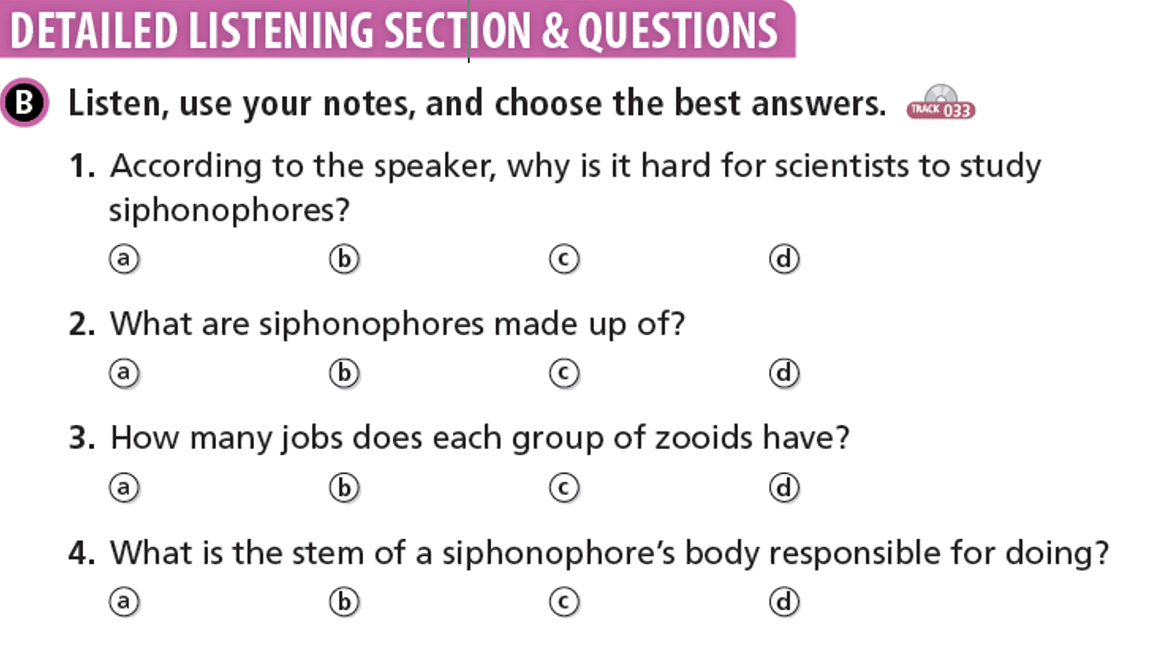 DETAILED LISTENING SECTION & QUESTIONS
B Listen, use your notes, and choose the best answers. TRACK 033
1. According to the speaker, why is it hard for scientists to study
siphonophores?
a b c d
2. What are siphonophores made up of?
a b c d
3. How many jobs does each group of zooids have?
a b c d
4. What is the stem of a siphonophore’s body responsible for doing?
a b c d